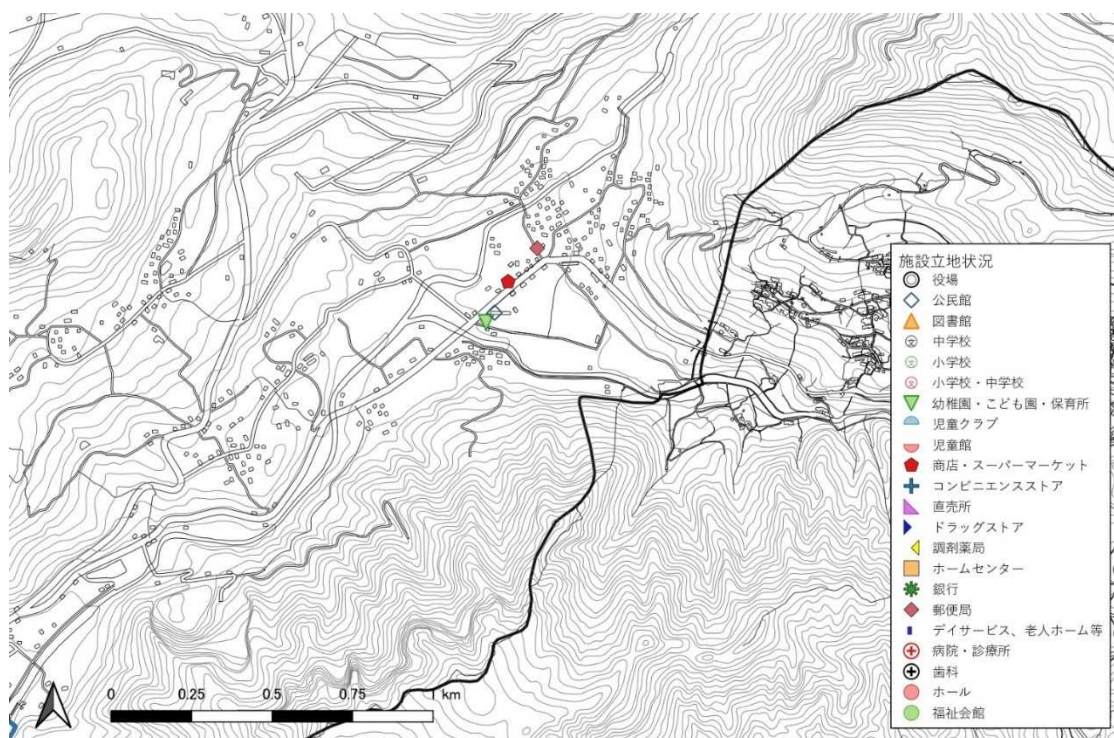 施設立地状況
役場
公民館
図書館
中学校
小学校
小学校・中学校
幼稚園・こども園・保育所
児童クラブ
児童館
商店・スーパーマーケット
コンビニエンスストア
直売所
ドラッグストア
調剤薬局
ホームセンター
銀行
郵便局
デイサービス、老人ホーム等
病院・診療所
歯科
ホール
福祉会館
0 0.25 0.5 0.75 1 km